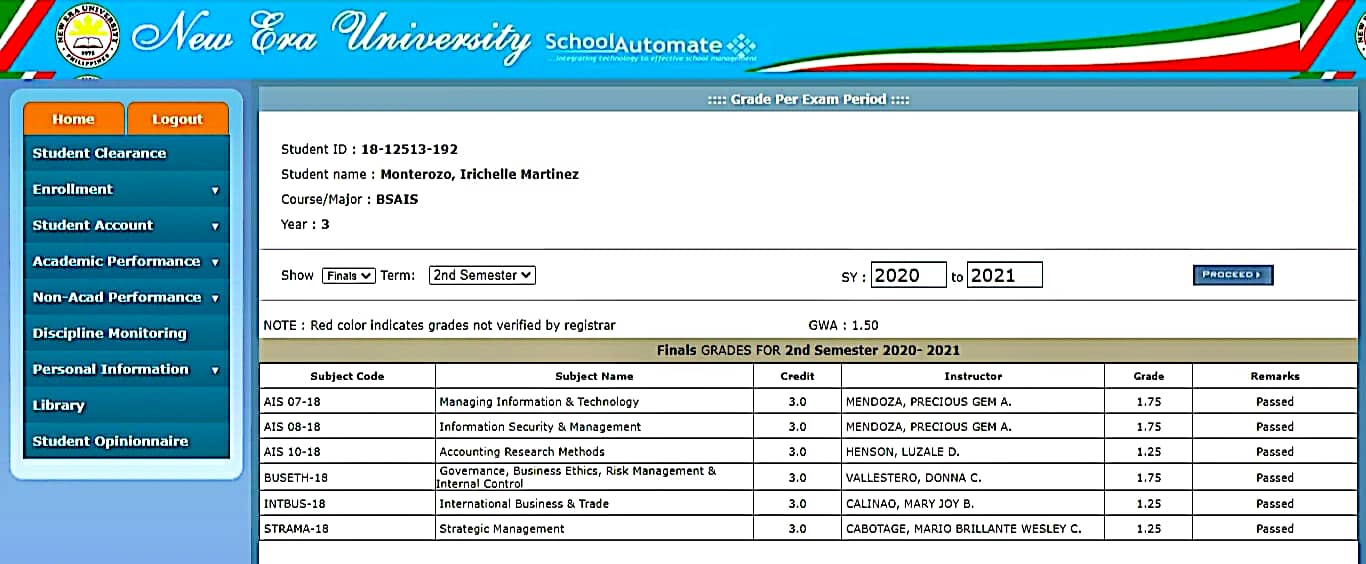 New Era University SchoolAutomate
...integrating technology to effective school management
NEW ERA UNIVERSITY
1975
PHILIPPINES
Home Logout
Student Clearance
Enrollment
Student Account
Academic Performance
Non-Acad Performance
Discipline Monitoring
Personal Information
Library
Student Opinionnaire
:::: Grade Per Exam Period ::::
Student ID : 18-12513-192
Student name : Monterozo, Irichelle Martinez
Course/Major : BSAIS
Year : 3
Show Finals Term: 2nd Semester SY : 2020 to 2021 PROCEED
NOTE : Red color indicates grades not verified by registrar GWA : 1.50
Finals GRADES FOR 2nd Semester 2020- 2021
Subject Code Subject Name Credit Instructor Grade Remarks
AIS 07-18 Managing Information & Technology 3.0 MENDOZA, PRECIOUS GEM A. 1.75 Passed
AIS 08-18 Information Security & Management 3.0 MENDOZA, PRECIOUS GEM A. 1.75 Passed
AIS 10-18 Accounting Research Methods 3.0 HENSON, LUZALE D. 1.25 Passed
BUSETH-18 Governance, Business Ethics, Risk Management &
Internal Control 3.0 VALLESTERO, DONNA C. 1.75 Passed
INTBUS-18 International Business & Trade 3.0 CALINAO, MARY JOY B. 1.25 Passed
STRAMA-18 Strategic Management 3.0 CABOTAGE, MARIO BRILLANTE WESLEY C. 1.25 Passed